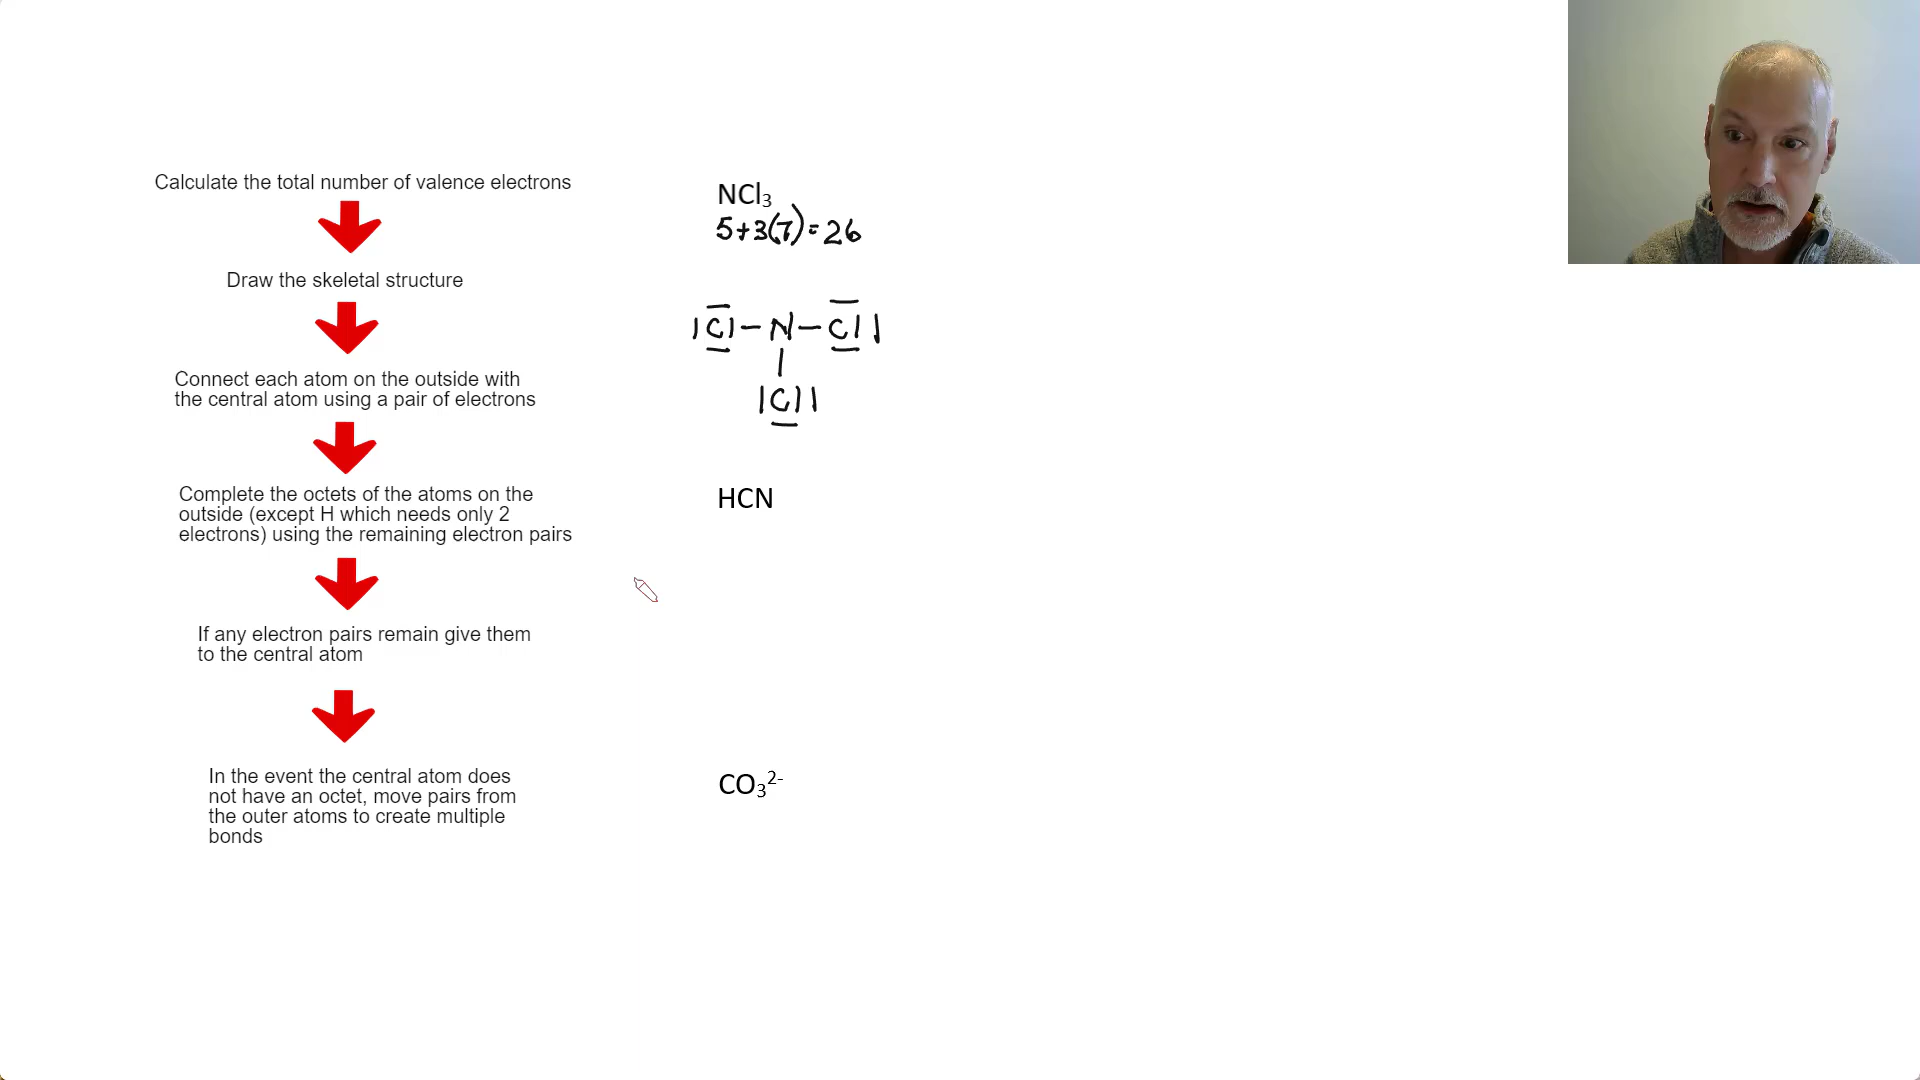 Calculate the total number of valence electrons
Draw the skeletal structure
Connect each atom on the outside with
the central atom using a pair of electrons
Complete the octets of the atoms on the
outside (except H which needs only 2
electrons) using the remaining electron pairs
If any electron pairs remain give them
to the central atom
In the event the central atom does
not have an octet, move pairs from
the outer atoms to create multiple
bonds
NCl₃
5+3(7)=26
|Cl–N–Cl|
|
|Cl|
HCN
CO₃²⁻